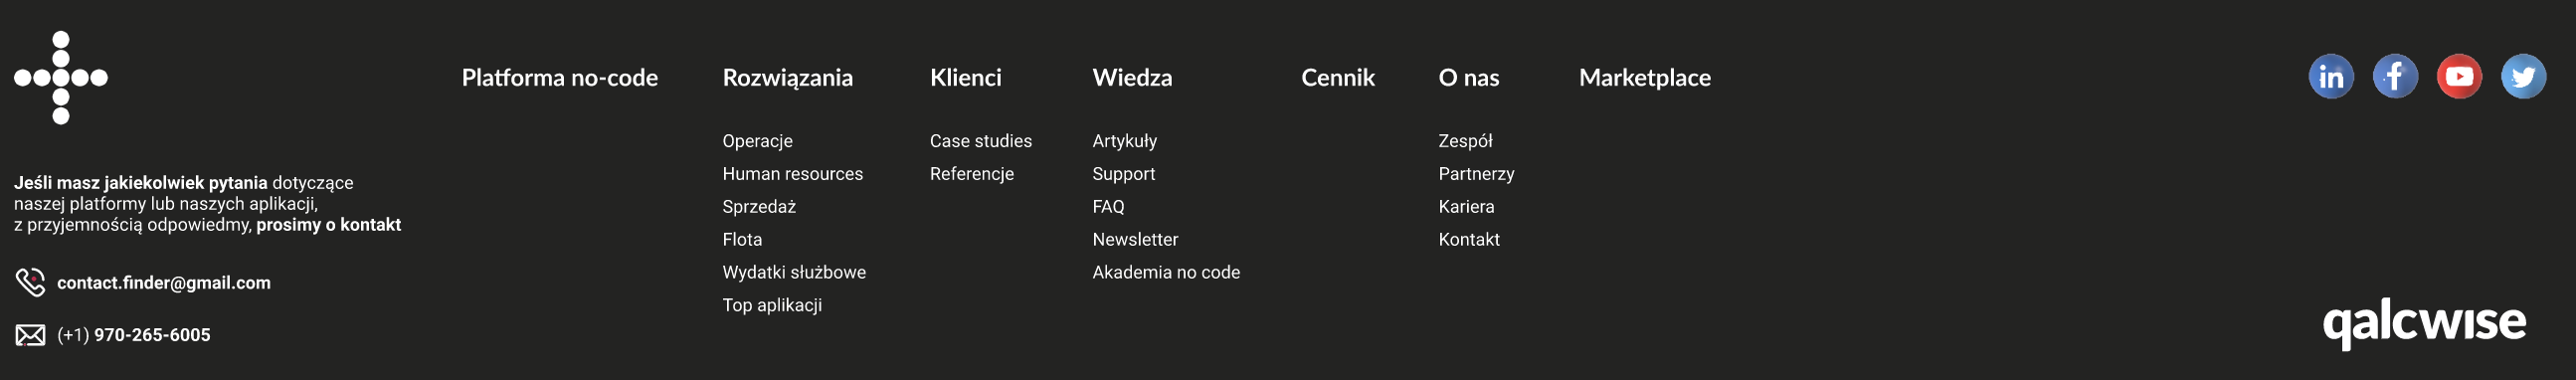 Platforma no-code
Rozwiązania
Klienci
Wiedza
Cennik
O nas
Marketplace
Operacje
Human resources
Sprzedaż
Flota
Wydatki służbowe
Top aplikacji
Case studies
Referencje
Artykuły
Support
FAQ
Newsletter
Akademia no code
Zespół
Partnerzy
Kariera
Kontakt
Jeśli masz jakiekolwiek pytania dotyczące
naszej platformy lub naszych aplikacji,
z przyjemnością odpowiedmy, prosimy o kontakt
contact.finder@gmail.com
(+1) 970-265-6005
in
f
qalcwise